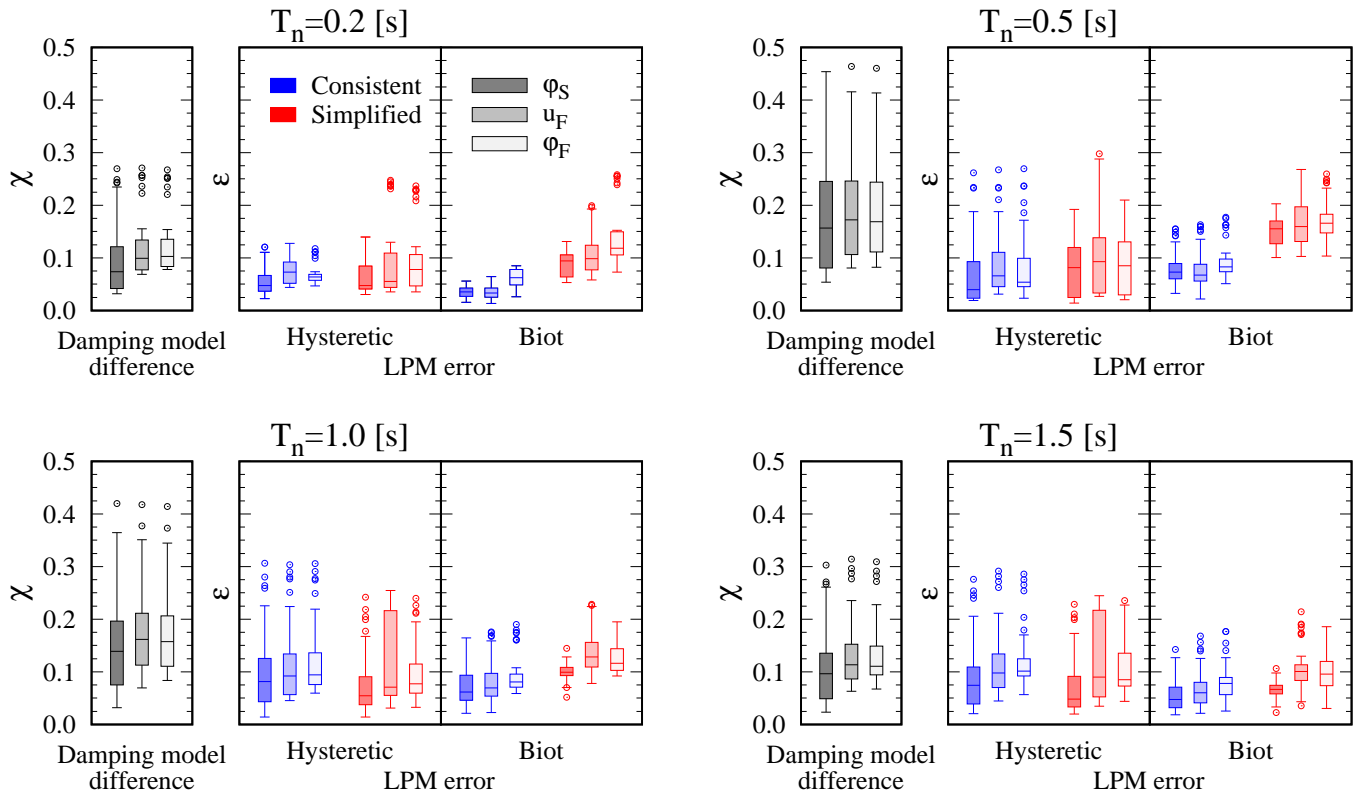 T_n=0.2 [s]
0.5
0.4
0.3
0.2
0.1
0.0
χ
ε
Consistent
Simplified
φ_S
u_F
φ_F
Damping model
difference
Hysteretic
Biot
LPM error
T_n=0.5 [s]
0.5
0.4
0.3
0.2
0.1
0.0
χ
ε
Damping model
difference
Hysteretic
Biot
LPM error
T_n=1.0 [s]
0.5
0.4
0.3
0.2
0.1
0.0
χ
ε
Damping model
difference
Hysteretic
Biot
LPM error
T_n=1.5 [s]
0.5
0.4
0.3
0.2
0.1
0.0
χ
ε
Damping model
difference
Hysteretic
Biot
LPM error